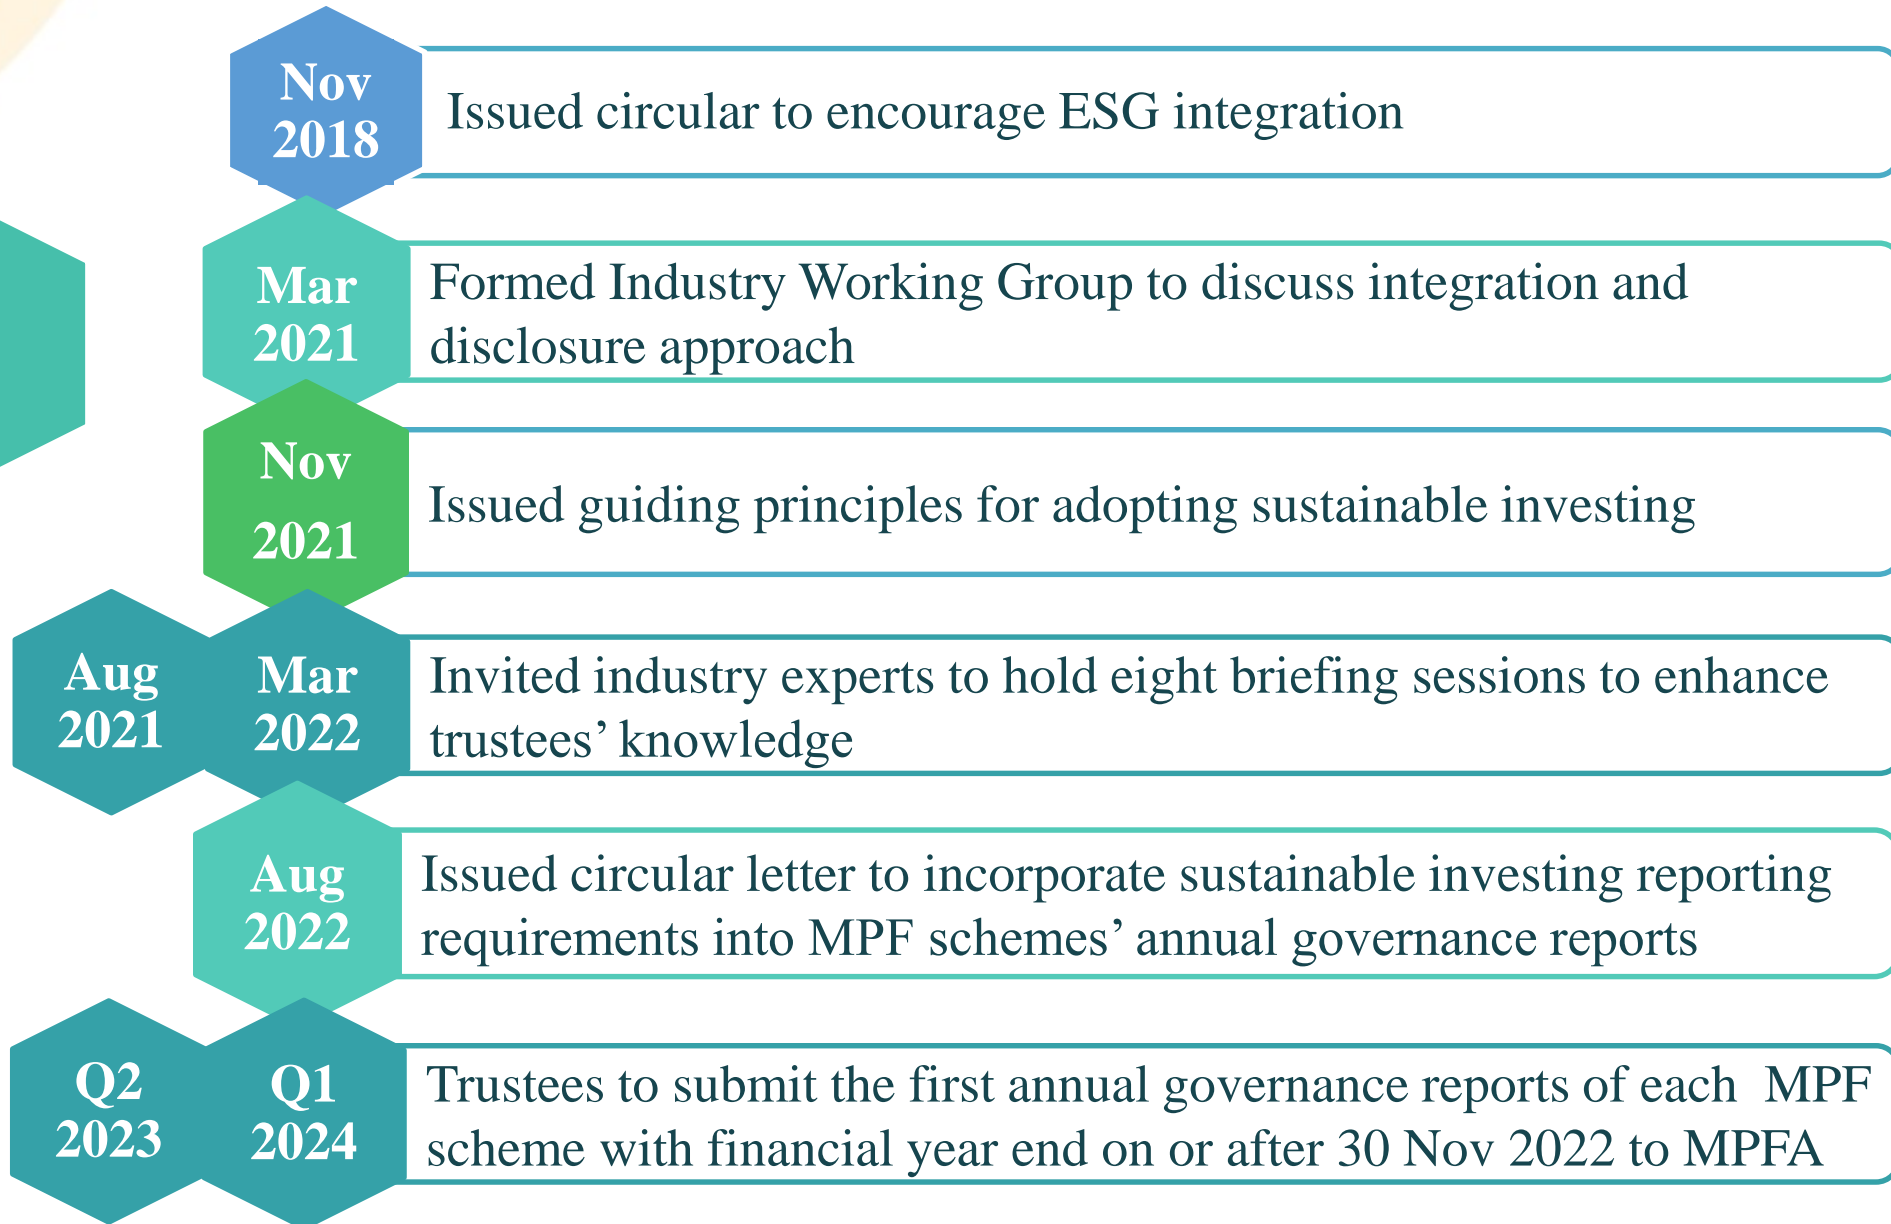 Nov
2018
Issued circular to encourage ESG integration
Mar
2021
Formed Industry Working Group to discuss integration and
disclosure approach
Nov
2021
Issued guiding principles for adopting sustainable investing
Aug
2021
Mar
2022
Invited industry experts to hold eight briefing sessions to enhance
trustees’ knowledge
Aug
2022
Issued circular letter to incorporate sustainable investing reporting
requirements into MPF schemes’ annual governance reports
Q2
2023
Q1
2024
Trustees to submit the first annual governance reports of each MPF
scheme with financial year end on or after 30 Nov 2022 to MPFA